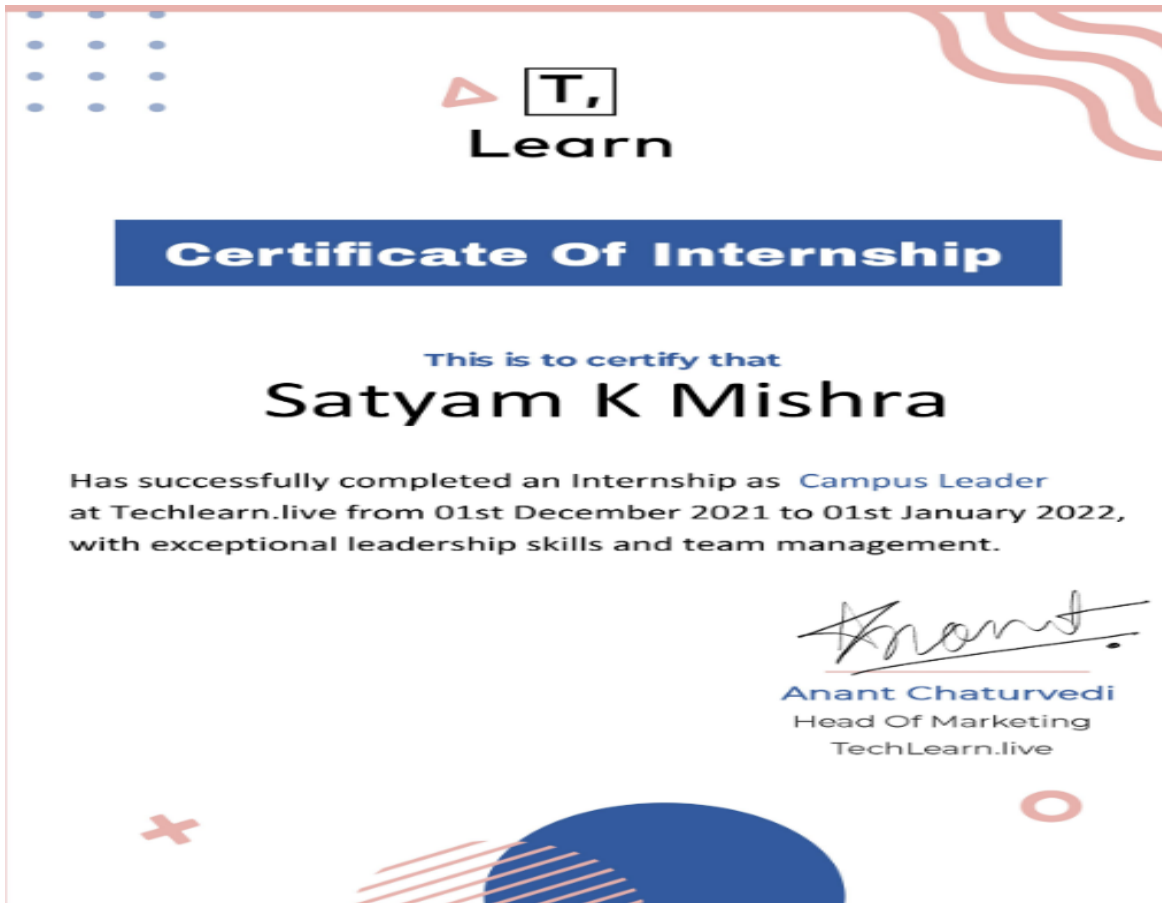 T,
Learn
Certificate Of Internship
This is to certify that
Satyam K Mishra
Has successfully completed an Internship as Campus Leader
at Techlearn.live from 01st December 2021 to 01st January 2022,
with exceptional leadership skills and team management.
Anant
Anant Chaturvedi
Head Of Marketing
TechLearn.live